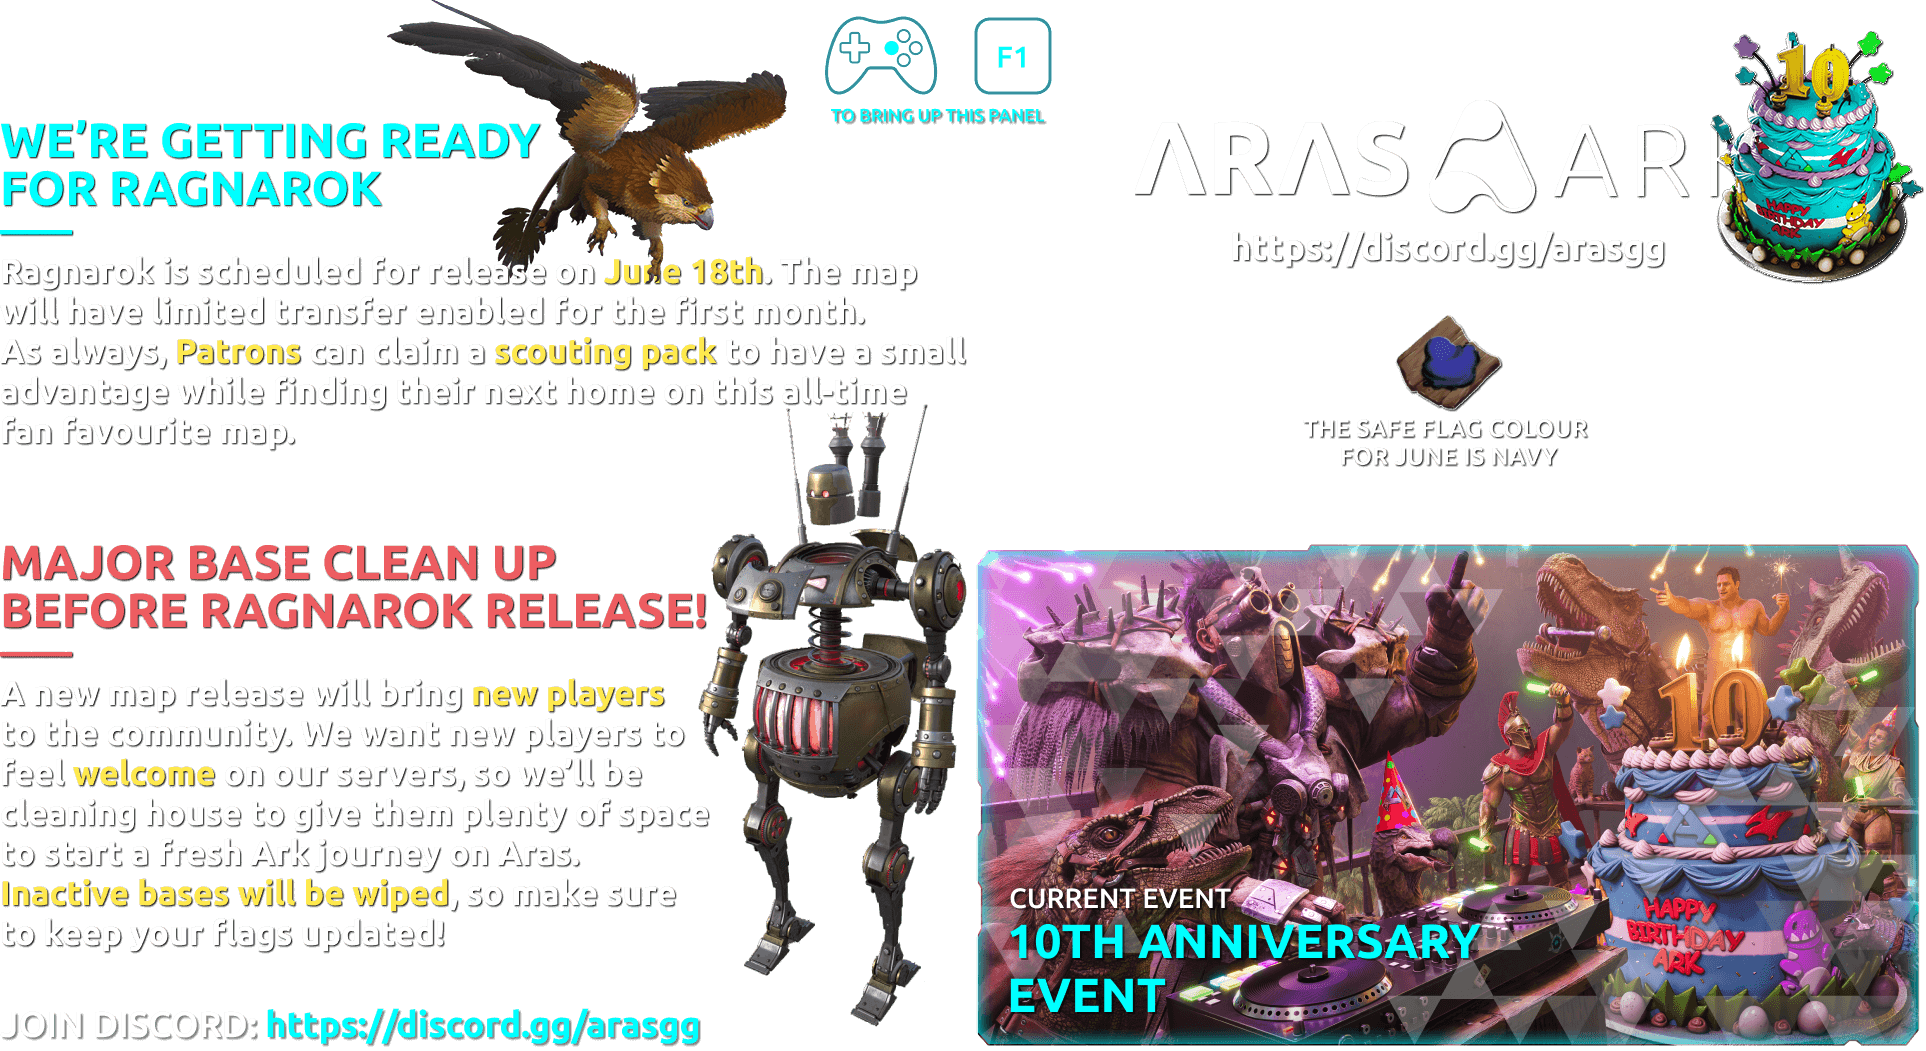 WE'RE GETTING READY
FOR RAGNAROK
Ragnarok is scheduled for release on June 18th. The map
will have limited transfer enabled for the first month.
As always, Patrons can claim a scouting pack to have a small
advantage while finding their next home on this all-time
fan favourite map.
MAJOR BASE CLEAN UP
BEFORE RAGNAROK RELEASE!
A new map release will bring new players
to the community. We want new players to
feel welcome on our servers, so we'll be
cleaning house to give them plenty of space
to start a fresh Ark journey on Aras.
Inactive bases will be wiped, so make sure
to keep your flags updated!
JOIN DISCORD: https://discord.gg/arasgg
F1
TO BRING UP THIS PANEL
ARAS ARK
https://discord.gg/arasgg
10
HAPPY
BIRTHDAY
ARK
THE SAFE FLAG COLOUR
FOR JUNE IS NAVY
CURRENT EVENT
10TH ANNIVERSARY
EVENT
10
HAPPY
BIRTHDAY
ARK